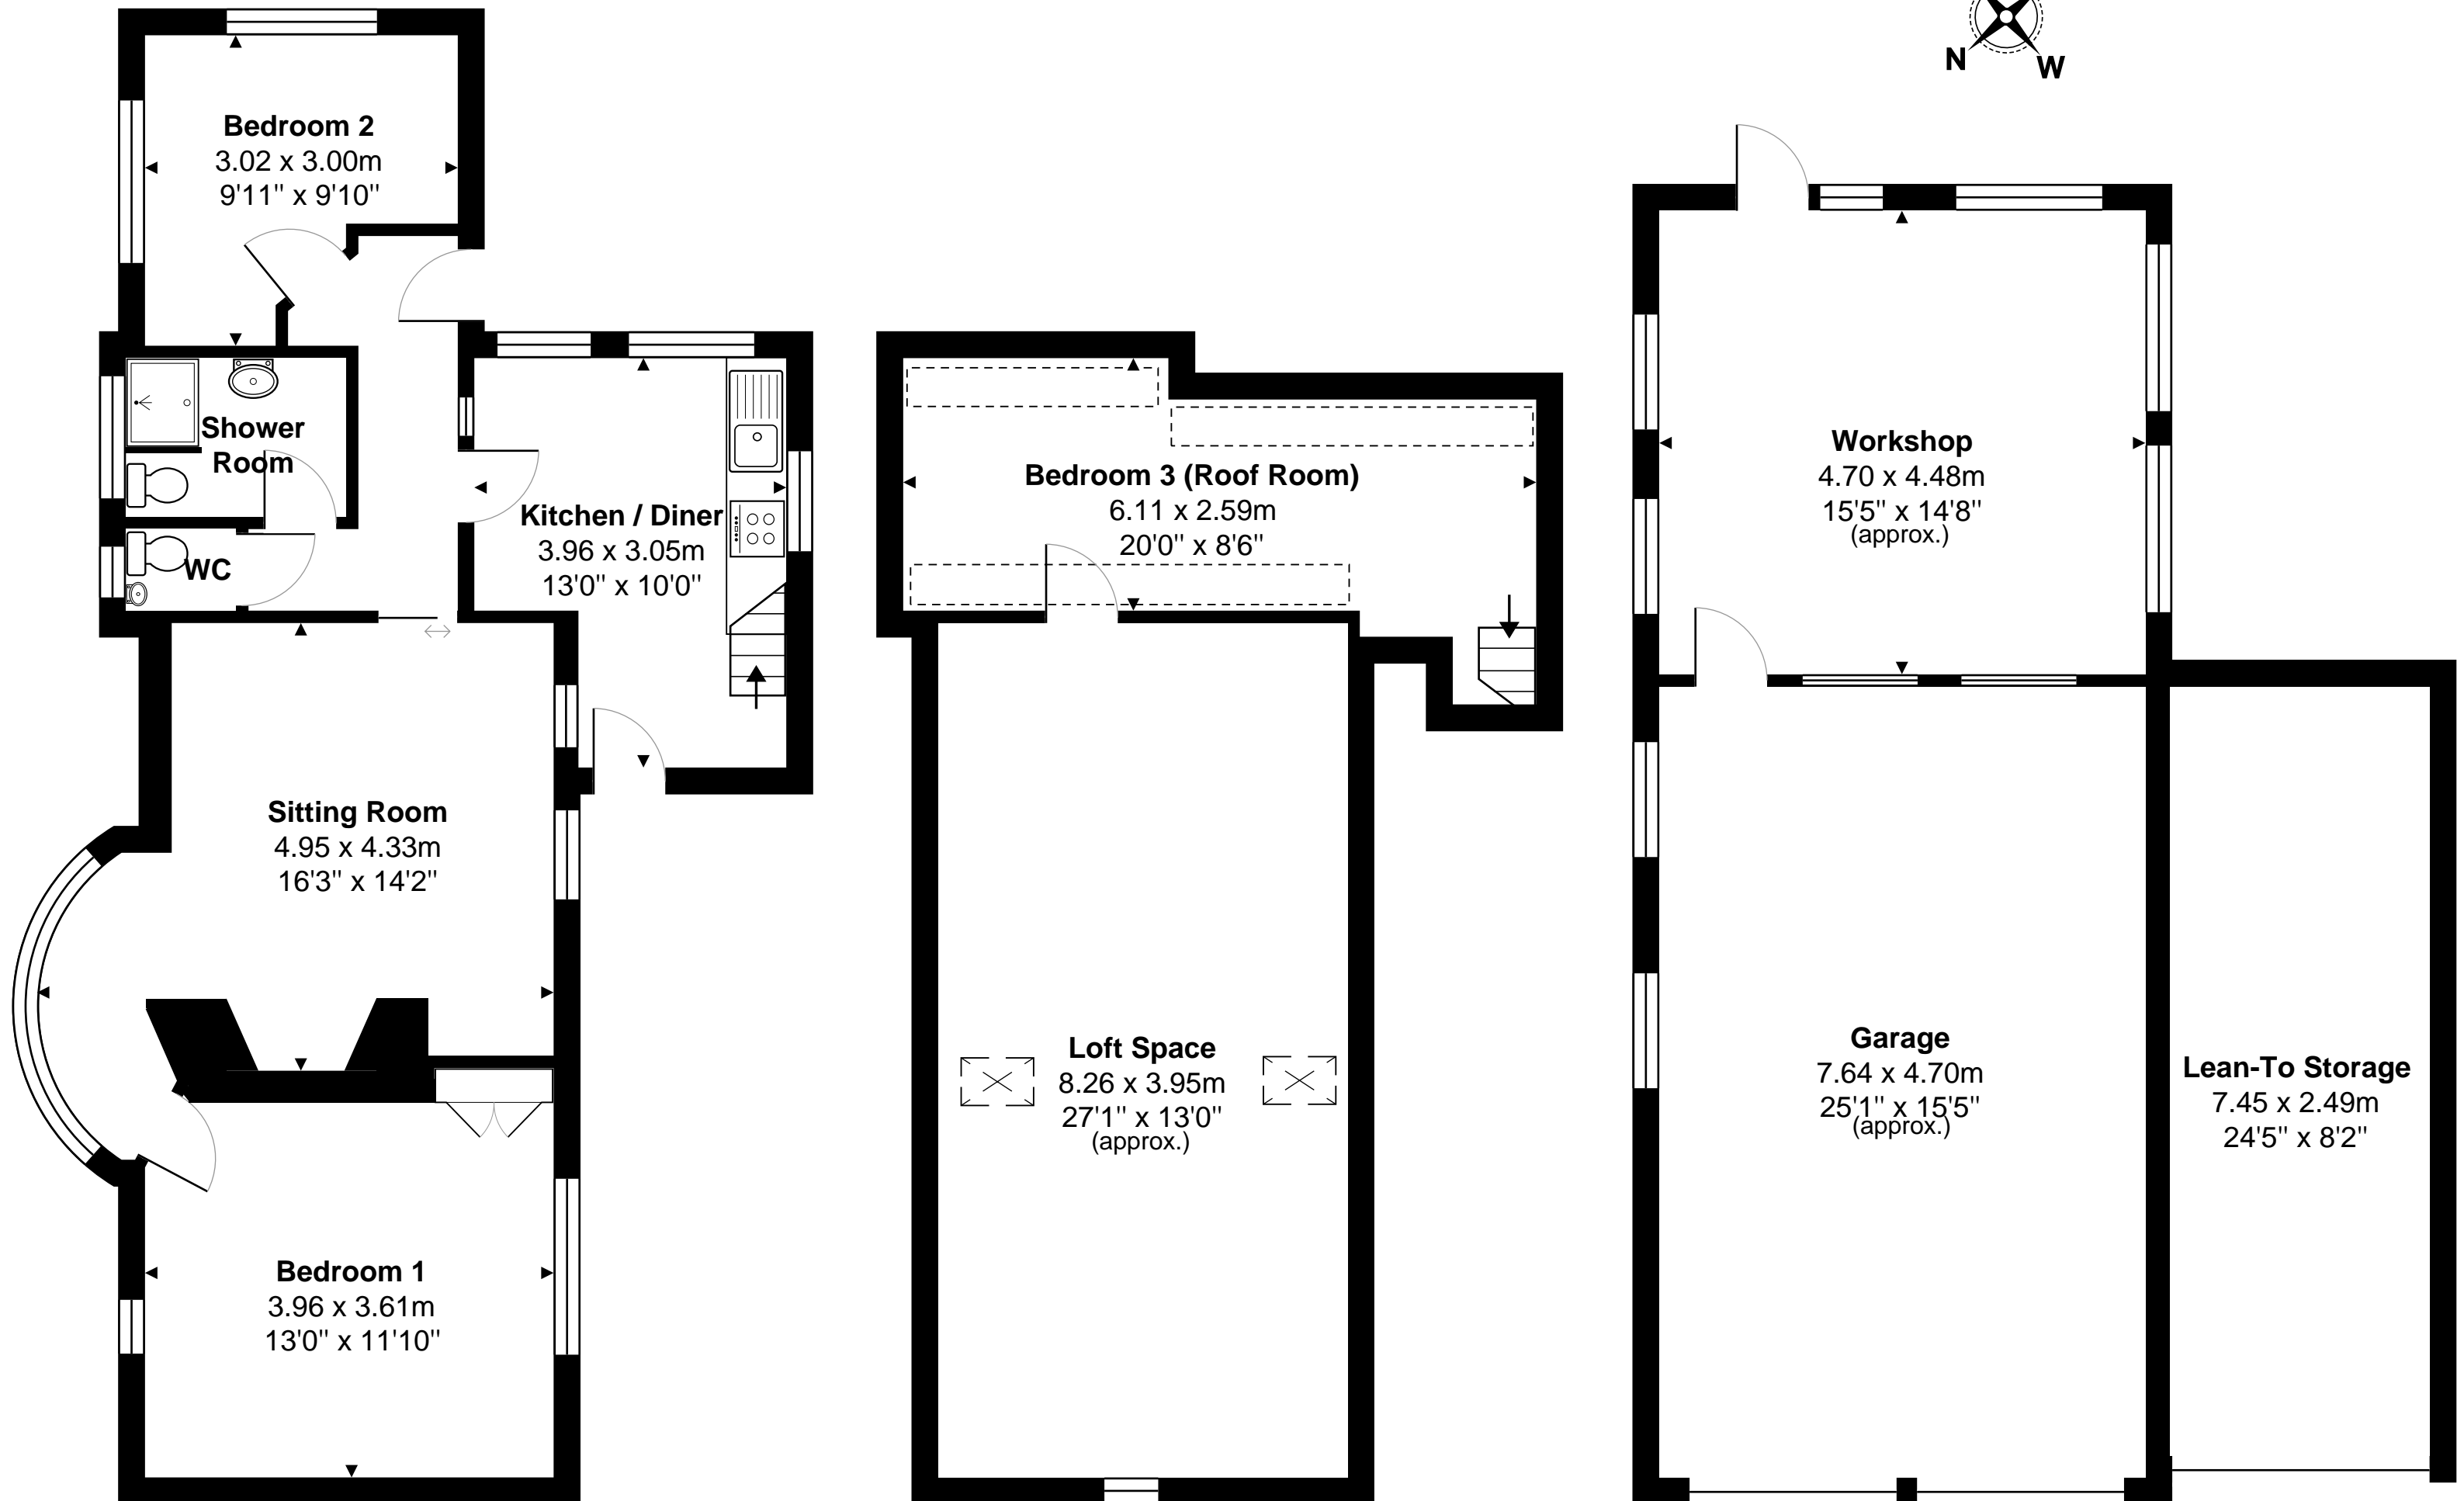 N
W
Bedroom 2
3.02 x 3.00m
9'11" x 9'10"
Shower
Room
WC
Kitchen / Diner
3.96 x 3.05m
13'0" x 10'0"
Sitting Room
4.95 x 4.33m
16'3" x 14'2"
Bedroom 1
3.96 x 3.61m
13'0" x 11'10"
Bedroom 3 (Roof Room)
6.11 x 2.59m
20'0" x 8'6"
Loft Space
8.26 x 3.95m
27'1" x 13'0"
(approx.)
Workshop
4.70 x 4.48m
15'5" x 14'8"
(approx.)
Garage
7.64 x 4.70m
25'1" x 15'5"
(approx.)
Lean-To Storage
7.45 x 2.49m
24'5" x 8'2"